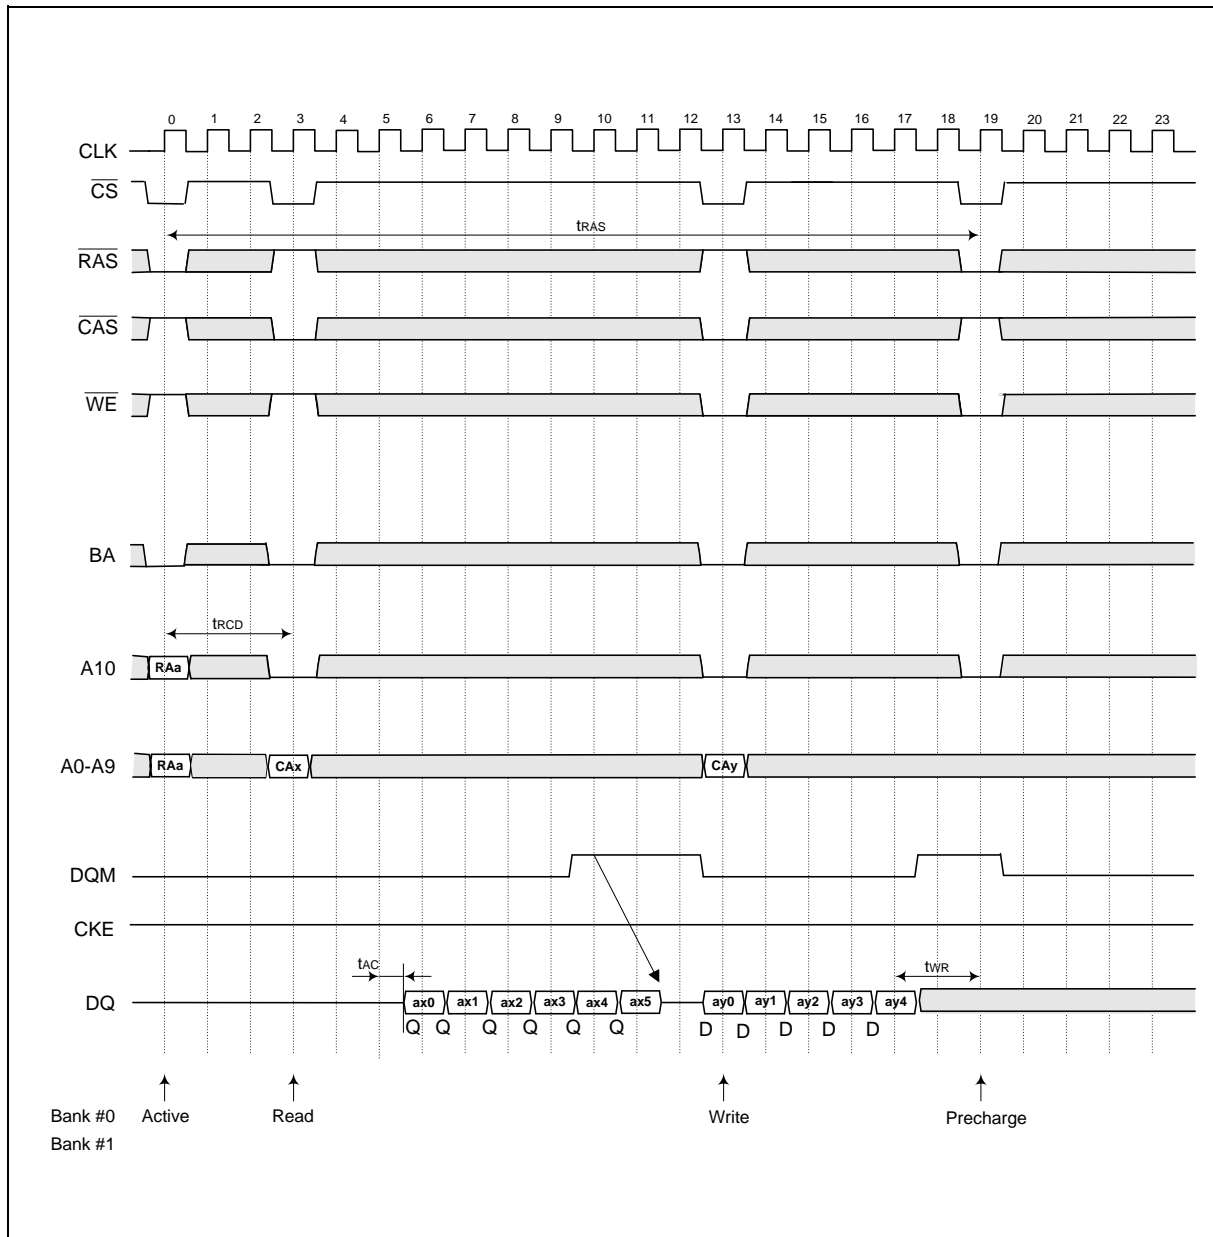 0 1 2 3 4 5 6 7 8 9 10 11 12 13 14 15 16 17 18 19 20 21 22 23
CLK
CS
tRAS
RAS
CAS
WE
BA
tRCD
A10 RAa
A0-A9 RAa CAx CAy
DQM
CKE
tAC tWR
DQ ax0 ax1 ax2 ax3 ax4 ax5 ay0 ay1 ay2 ay3 ay4
Q Q Q Q Q Q D D D D D
Bank #0 Active Read Write Precharge
Bank #1